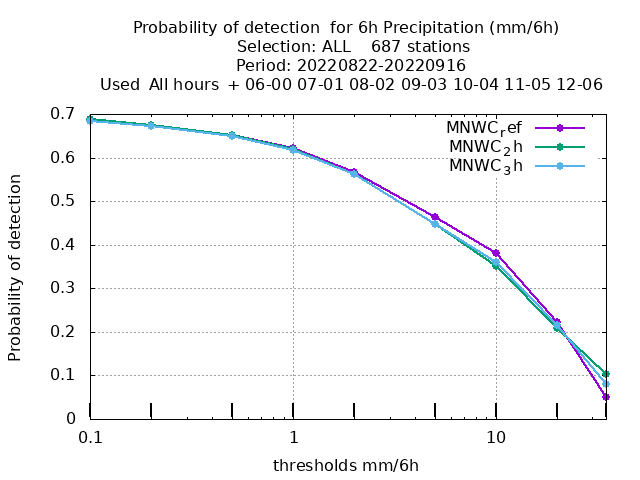 Probability of detection  for 6h Precipitation (mm/6h)
Selection: ALL    687 stations
Period: 20220822-20220916
Used  All hours  + 06-00 07-01 08-02 09-03 10-04 11-05 12-06
MNWCref
MNWC2h
MNWC3h
0.7
0.6
0.5
0.4
0.3
0.2
0.1
0
Probability of detection
0.1 1 10
thresholds mm/6h